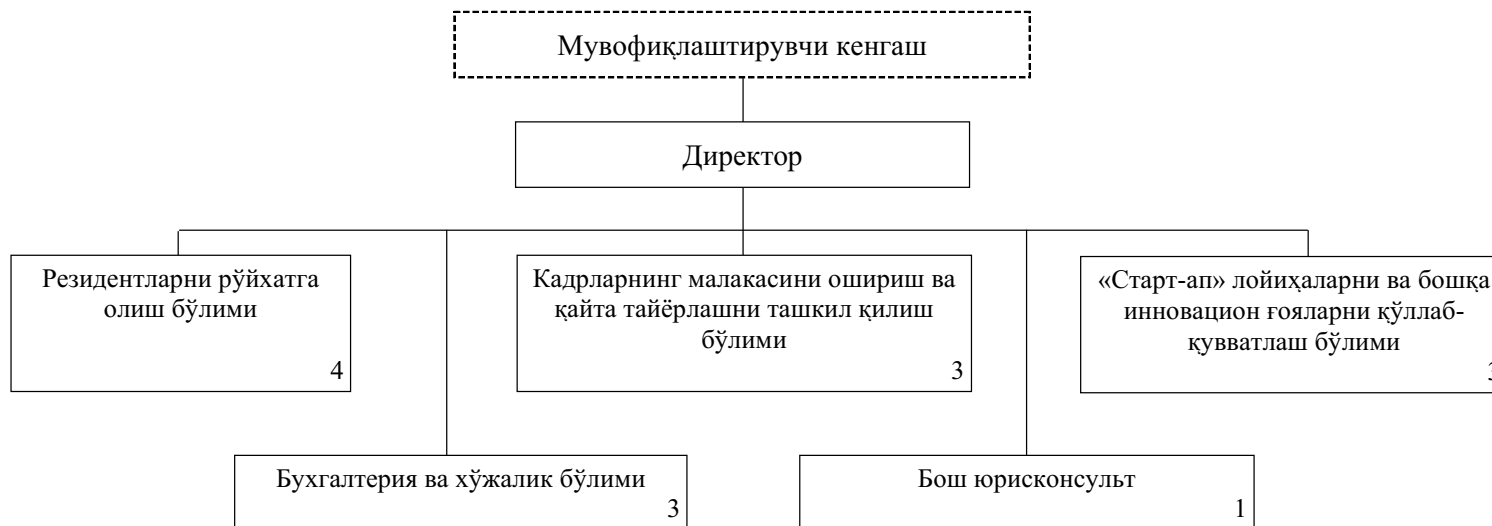 Мувофиқлаштирувчи кенгаш
Директор
Резидентларни рўйхатга
олиш бўлими
4
Кадрларнинг малакасини ошириш ва
қайта тайёрлашни ташкил қилиш
бўлими
3
«Старт-ап» лойиҳаларни ва бошқа
инновацион ғояларни қўллаб-
қувватлаш бўлими
Бухгалтерия ва хўжалик бўлими
3
Бош юрисконсульт
1